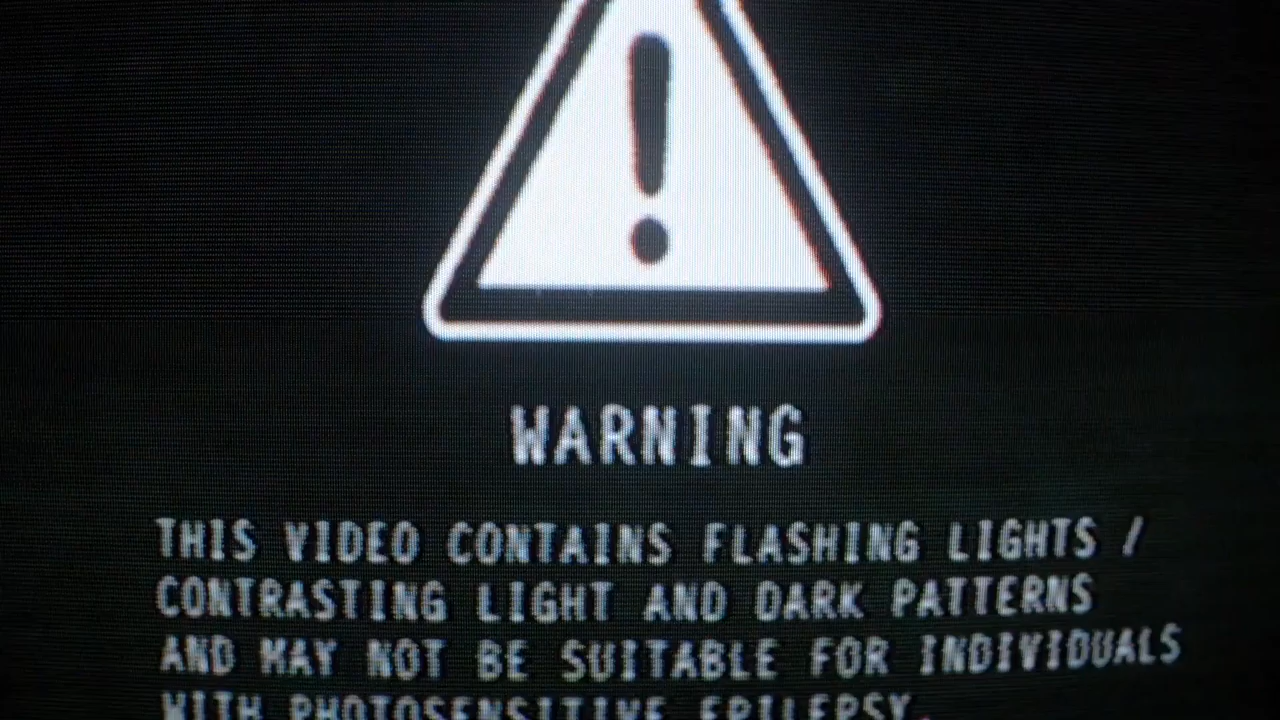 WARNING
THIS VIDEO CONTAINS FLASHING LIGHTS /
CONTRASTING LIGHT AND DARK PATTERNS
AND MAY NOT BE SUITABLE FOR INDIVIDUALS
WITH PHOTOSENSITIVE EPILEPSY.